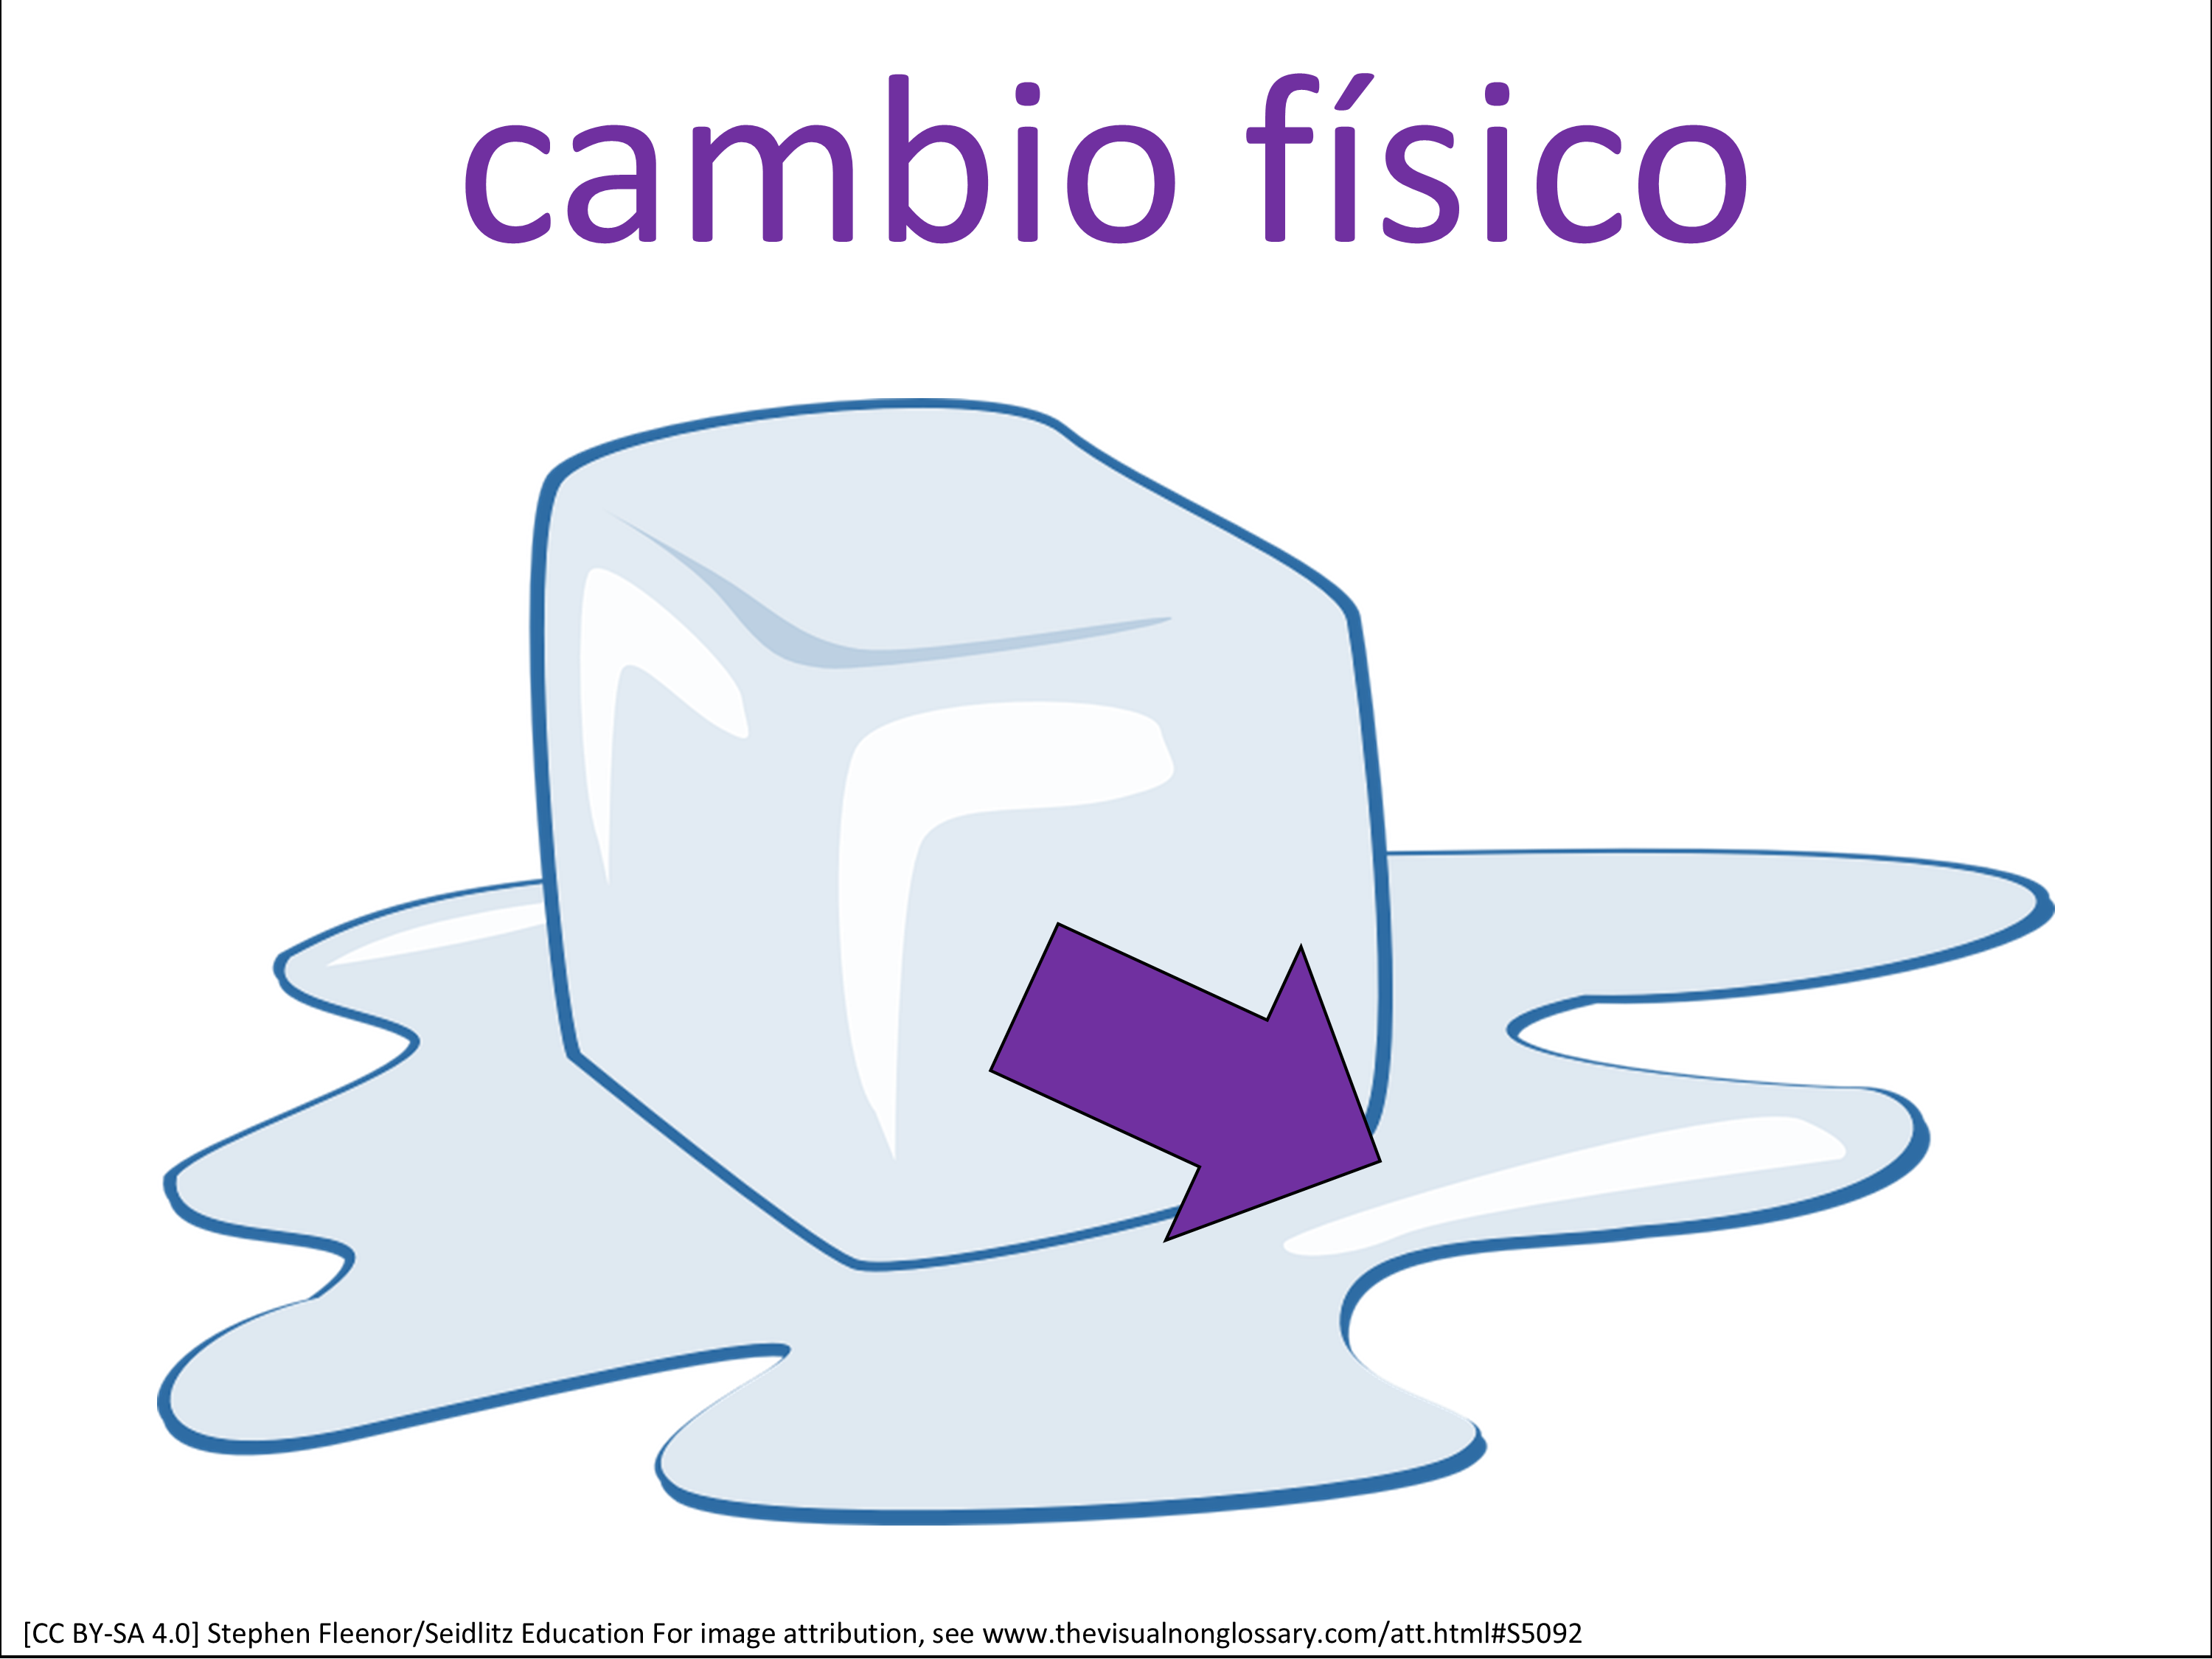 cambio físico
[CC BY-SA 4.0] Stephen Fleenor/Seidlitz Education For image attribution, see www.thevisualnonglossary.com/att.html#S5092